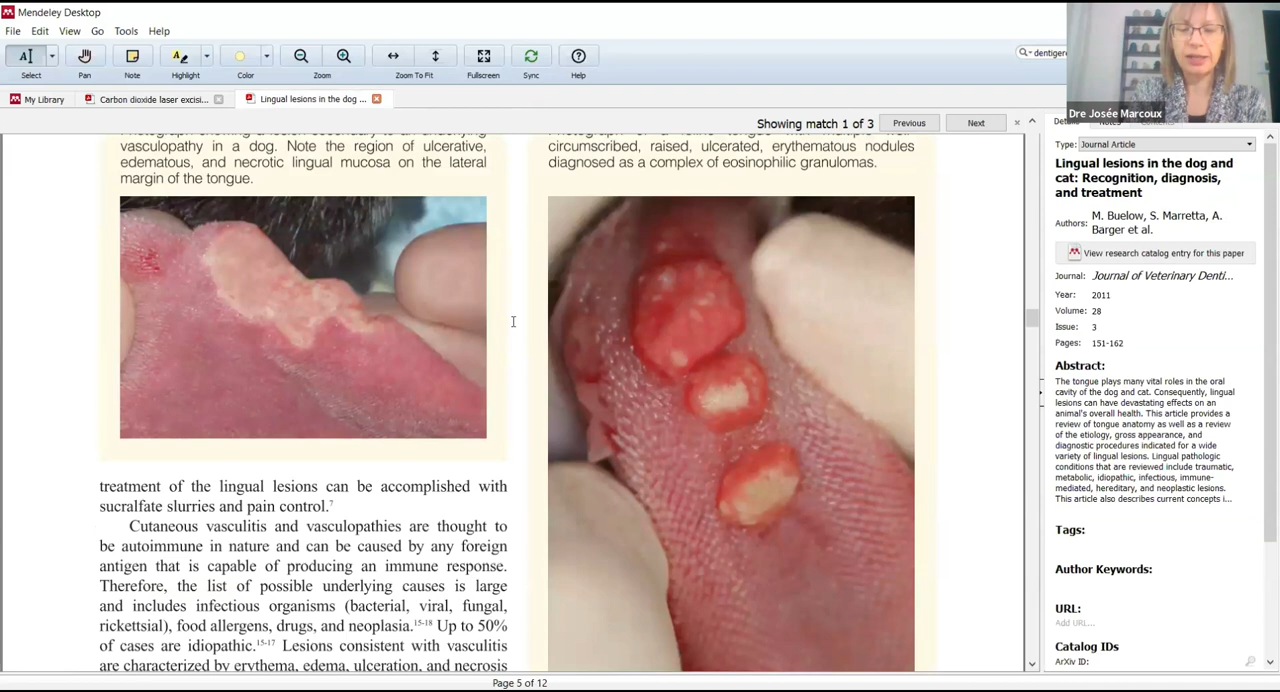 Mendeley Desktop
File Edit View Go Tools Help
Select Pan Note Highlight Color Zoom Zoom To Fit Fullscreen Sync Help
dentigere
My Library Carbon dioxide laser excisi... Lingual lesions in the dog ...
Dre Josée Marcoux
Showing match 1 of 3 Previous Next
vasculopathy in a dog. Note the region of ulcerative,
edematous, and necrotic lingual mucosa on the lateral
margin of the tongue.
circumscribed, raised, ulcerated, erythematous nodules
diagnosed as a complex of eosinophilic granulomas.
treatment of the lingual lesions can be accomplished with
sucralfate slurries and pain control.7
Cutaneous vasculitis and vasculopathies are thought to
be autoimmune in nature and can be caused by any foreign
antigen that is capable of producing an immune response.
Therefore, the list of possible underlying causes is large
and includes infectious organisms (bacterial, viral, fungal,
rickettsial), food allergens, drugs, and neoplasia.15-18 Up to 50%
of cases are idiopathic.15-17 Lesions consistent with vasculitis
are characterized by erythema, edema, ulceration, and necrosis
Page 5 of 12
Type: Journal Article
Lingual lesions in the dog and
cat: Recognition, diagnosis,
and treatment
Authors: M. Buelow, S. Marretta, A.
Barger et al.
View research catalog entry for this paper
Journal: Journal of Veterinary Denti...
Year: 2011
Volume: 28
Issue: 3
Pages: 151-162
Abstract:
The tongue plays many vital roles in the oral
cavity of the dog and cat. Consequently, lingual
lesions can have devastating effects on an
animal's overall health. This article provides a
review of tongue anatomy as well as a review
of the etiology, gross appearance, and
diagnostic procedures indicated for a wide
variety of lingual lesions. Lingual pathologic
conditions that are reviewed include traumatic,
metabolic, idiopathic, infectious, immune-
mediated, hereditary, and neoplastic lesions.
This article also describes current concepts i...
Tags:
Author Keywords:
URL:
Add URL...
Catalog IDs
ArXiv ID: